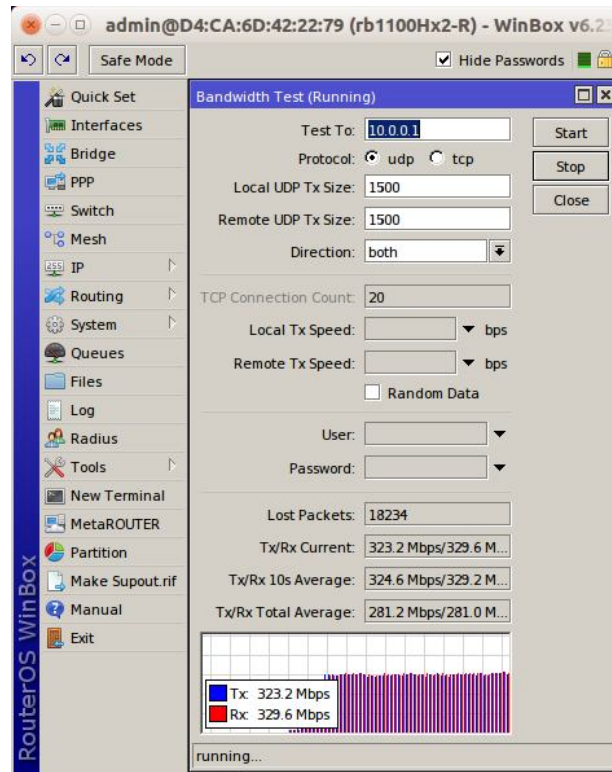 admin@D4:CA:6D:42:22:79 (rb1100Hx2-R) - WinBox v6.23
Safe Mode
Hide Passwords
Quick Set
Interfaces
Bridge
PPP
Switch
Mesh
IP
Routing
System
Queues
Files
Log
Radius
Tools
New Terminal
MetaROUTER
Partition
Make Supout.rif
Manual
Exit
RouterOS WinBox
Bandwidth Test (Running)
Test To: 10.0.0.1
Protocol: udp tcp
Local UDP Tx Size: 1500
Remote UDP Tx Size: 1500
Direction: both
TCP Connection Count: 20
Local Tx Speed: bps
Remote Tx Speed: bps
Random Data
User:
Password:
Lost Packets: 18234
Tx/Rx Current: 323.2 Mbps/329.6 M...
Tx/Rx 10s Average: 324.6 Mbps/329.2 M...
Tx/Rx Total Average: 281.2 Mbps/281.0 M...
Tx: 323.2 Mbps
Rx: 329.6 Mbps
running...
Start
Stop
Close